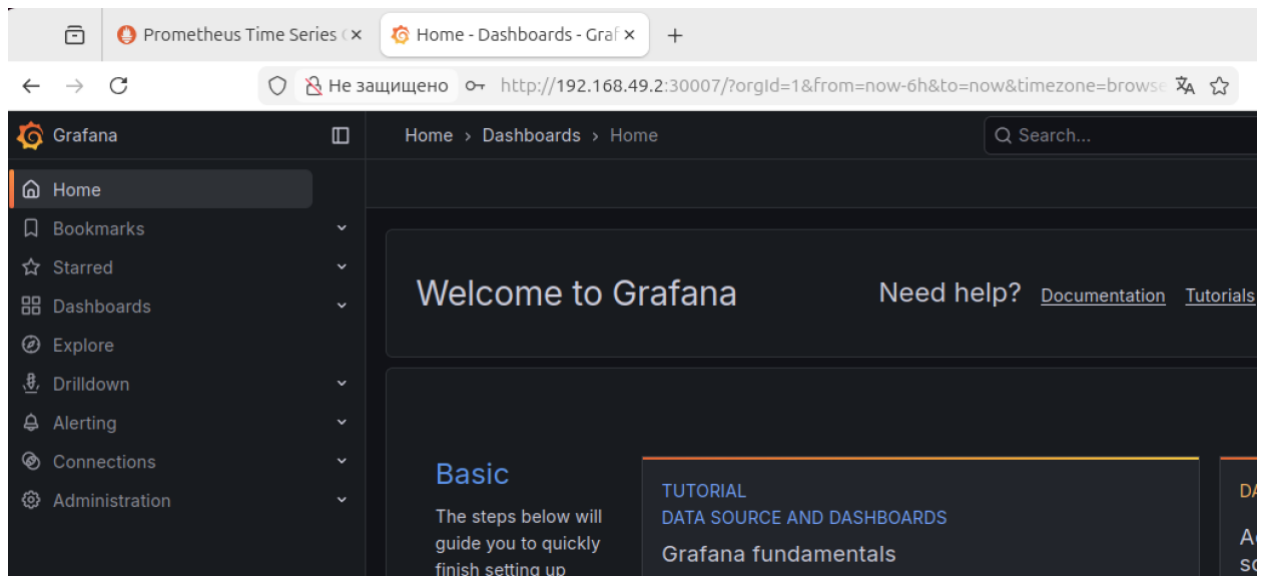 Prometheus Time Series
Home - Dashboards - Graf
Не защищено http://192.168.49.2:30007/?orgId=1&from=now-6h&to=now&timezone=browse
Grafana
Home › Dashboards › Home
Search...
Home
Bookmarks
Starred
Dashboards
Explore
Drilldown
Alerting
Connections
Administration
Welcome to Grafana
Need help? Documentation Tutorials
Basic
The steps below will
guide you to quickly
finish setting up
TUTORIAL
DATA SOURCE AND DASHBOARDS
Grafana fundamentals